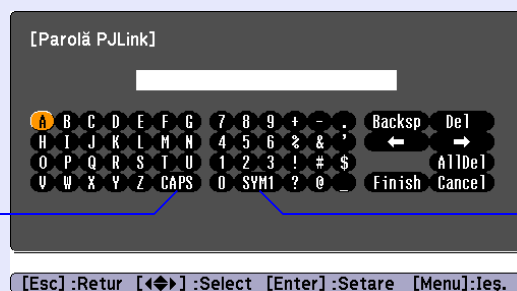 [Parolă PJLink]
A B C D E F G 7 8 9 + - . Backsp Del
H I J K L M N 4 5 6 % & ' ← →
O P Q R S T U 1 2 3 ! # $ AllDel
V W X Y Z CAPS 0 SYM1 ? @ _ Finish Cancel
[Esc] :Retur [◀◆▶] :Select [Enter] :Setare [Menu]:Ieş.